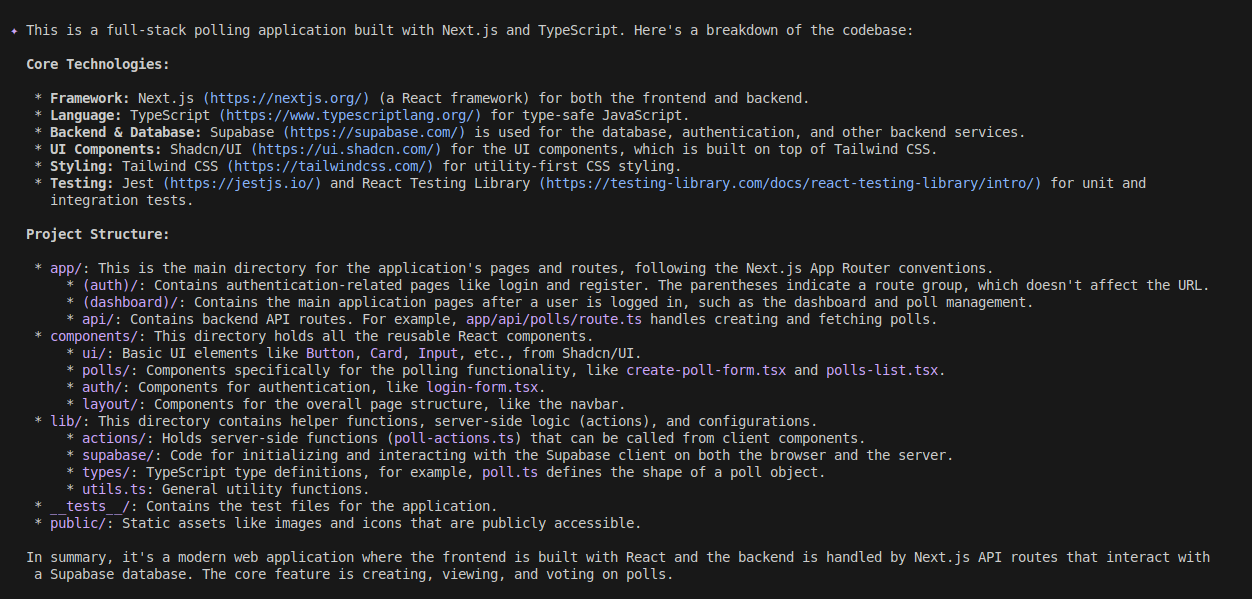 ✦ This is a full-stack polling application built with Next.js and TypeScript. Here's a breakdown of the codebase:
Core Technologies:
* Framework: Next.js (https://nextjs.org/) (a React framework) for both the frontend and backend.
* Language: TypeScript (https://www.typescriptlang.org/) for type-safe JavaScript.
* Backend & Database: Supabase (https://supabase.com/) is used for the database, authentication, and other backend services.
* UI Components: Shadcn/UI (https://ui.shadcn.com/) for the UI components, which is built on top of Tailwind CSS.
* Styling: Tailwind CSS (https://tailwindcss.com/) for utility-first CSS styling.
* Testing: Jest (https://jestjs.io/) and React Testing Library (https://testing-library.com/docs/react-testing-library/intro/) for unit and
integration tests.
Project Structure:
* app/: This is the main directory for the application's pages and routes, following the Next.js App Router conventions.
* (auth)/: Contains authentication-related pages like login and register. The parentheses indicate a route group, which doesn't affect the URL.
* (dashboard)/: Contains the main application pages after a user is logged in, such as the dashboard and poll management.
* api/: Contains backend API routes. For example, app/api/polls/route.ts handles creating and fetching polls.
* components/: This directory holds all the reusable React components.
* ui/: Basic UI elements like Button, Card, Input, etc., from Shadcn/UI.
* polls/: Components specifically for the polling functionality, like create-poll-form.tsx and polls-list.tsx.
* auth/: Components for authentication, like login-form.tsx.
* layout/: Components for the overall page structure, like the navbar.
* lib/: This directory contains helper functions, server-side logic (actions), and configurations.
* actions/: Holds server-side functions (poll-actions.ts) that can be called from client components.
* supabase/: Code for initializing and interacting with the Supabase client on both the browser and the server.
* types/: TypeScript type definitions, for example, poll.ts defines the shape of a poll object.
* utils.ts: General utility functions.
* __tests__/: Contains the test files for the application.
* public/: Static assets like images and icons that are publicly accessible.
In summary, it's a modern web application where the frontend is built with React and the backend is handled by Next.js API routes that interact with
a Supabase database. The core feature is creating, viewing, and voting on polls.